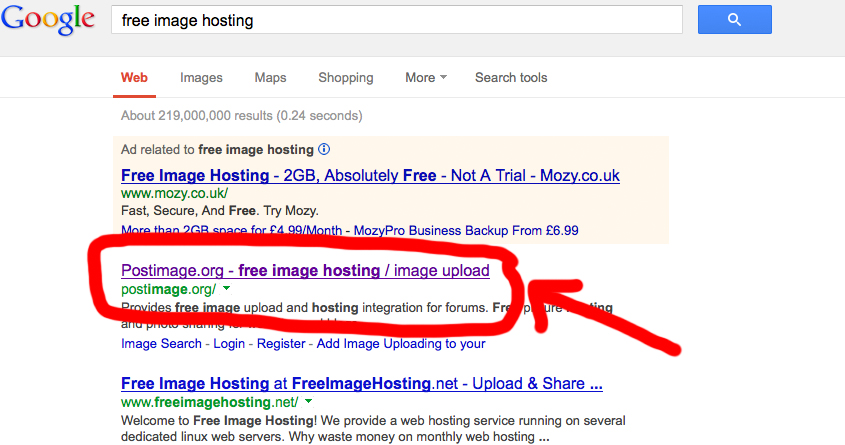 Google
free image hosting
Web Images Maps Shopping More Search tools
About 219,000,000 results (0.24 seconds)
Ad related to free image hosting
Free Image Hosting - 2GB, Absolutely Free - Not A Trial - Mozy.co.uk
www.mozy.co.uk/
Fast, Secure, And Free. Try Mozy.
More than 2GB space for £4.99/Month - MozyPro Business Backup From £6.99
Postimage.org - free image hosting / image upload
postimage.org/
Provides free image upload and hosting integration for forums. Free picture hosting
and photo sharing for
Image Search - Login - Register - Add Image Uploading to your
Free Image Hosting at FreeImageHosting.net - Upload & Share ...
www.freeimagehosting.net/
Welcome to Free Image Hosting! We provide a web hosting service running on several
dedicated linux web servers. Why waste money on monthly web hosting ...